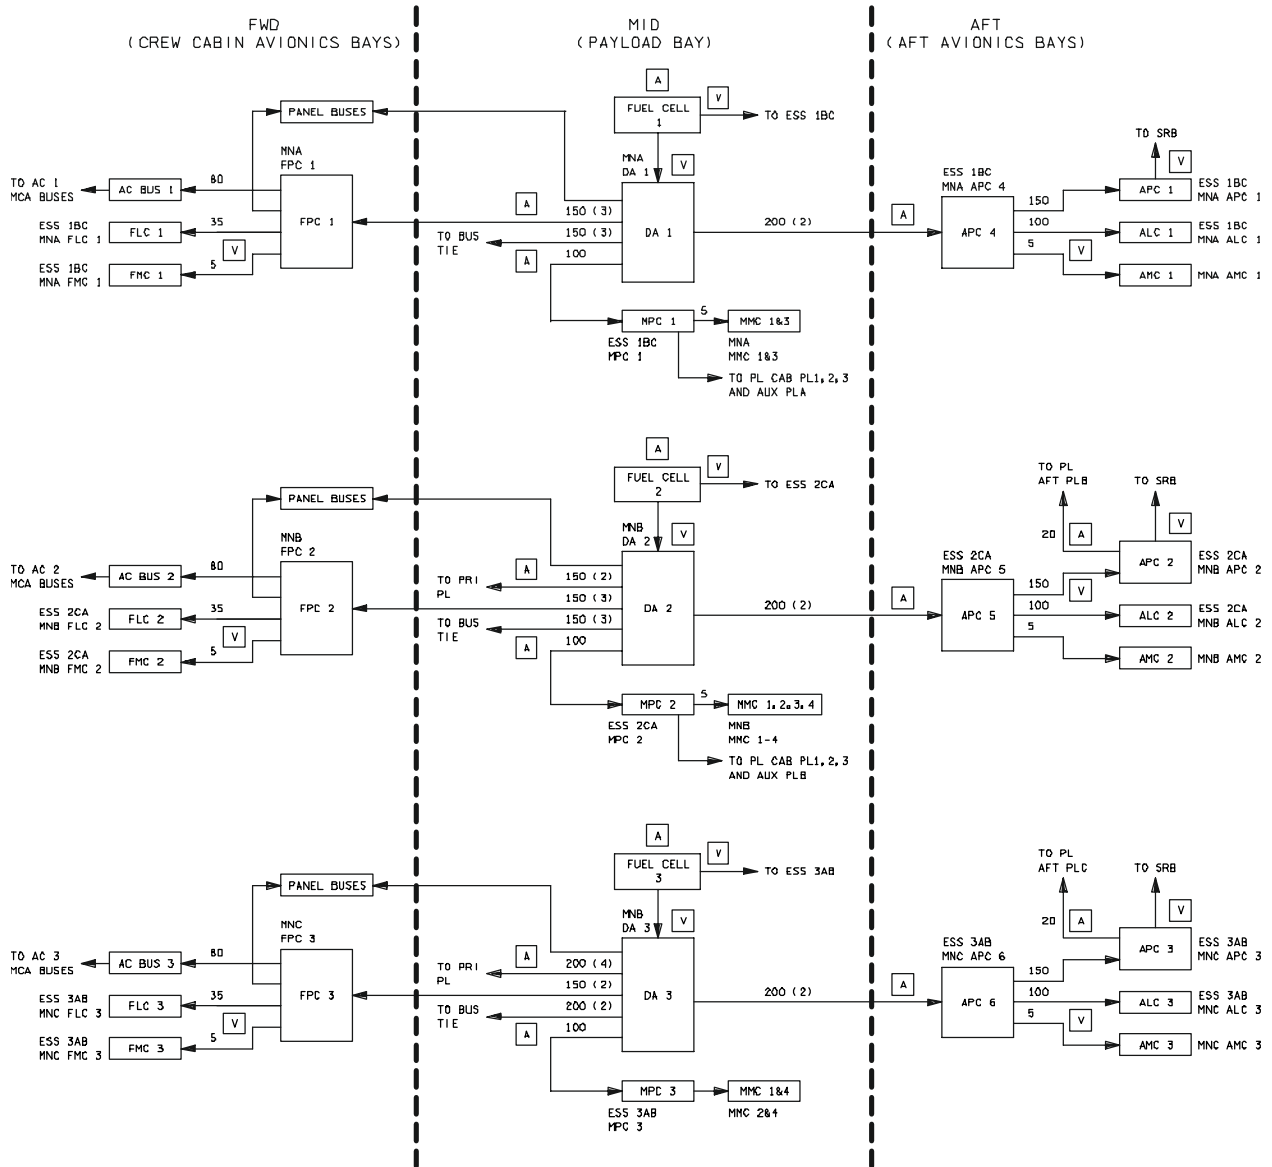 FWD
(CREW CABIN AVIONICS BAYS)
MID
(PAYLOAD BAY)
AFT
(AFT AVIONICS BAYS)
A
FUEL CELL
1
V
TO ESS 1BC
PANEL BUSES
MNA
FPC 1
TO AC 1
MCA BUSES
AC BUS 1
80
ESS 1BC
MNA FLC 1
FLC 1
35
ESS 1BC
MNA FMC 1
FMC 1
5
V
FPC 1
MNA
DA 1
V
A
150 (3)
150 (3)
TO BUS
TIE
A
100
DA 1
200 (2)
A
MPC 1
5
MMC 1&3
ESS 1BC
MPC 1
MNA
MMC 1&3
TO PL CAB PL1,2,3
AND AUX PLA
ESS 1BC
MNA APC 4
APC 4
150
100
5
V
TO SRB
V
APC 1
ESS 1BC
MNA APC 1
ALC 1
ESS 1BC
MNA ALC 1
AMC 1
MNA AMC 1
A
FUEL CELL
2
V
TO ESS 2CA
PANEL BUSES
MNB
FPC 2
TO AC 2
MCA BUSES
AC BUS 2
80
ESS 2CA
MNB FLC 2
FLC 2
35
ESS 2CA
MNB FMC 2
FMC 2
5
V
FPC 2
MNB
DA 2
V
A
150 (2)
TO PRI
PL
150 (3)
150 (3)
TO BUS
TIE
A
100
DA 2
200 (2)
A
MPC 2
5
MMC 1,2,3,4
ESS 2CA
MPC 2
MNB
MMC 1-4
TO PL CAB PL1,2,3
AND AUX PLB
ESS 2CA
MNB APC 5
APC 5
150
100
5
V
TO PL
AFT PLB
20
A
TO SRB
V
APC 2
ESS 2CA
MNB APC 2
ALC 2
ESS 2CA
MNB ALC 2
AMC 2
MNB AMC 2
A
FUEL CELL
3
V
TO ESS 3AB
PANEL BUSES
MNC
FPC 3
TO AC 3
MCA BUSES
AC BUS 3
80
ESS 3AB
MNC FLC 3
FLC 3
35
ESS 3AB
MNC FMC 3
FMC 3
5
V
FPC 3
MNB
DA 3
V
A
200 (4)
TO PRI
PL
150 (2)
200 (2)
TO BUS
TIE
A
100
DA 3
200 (2)
A
MPC 3
MMC 1&4
ESS 3AB
MPC 3
MNC 2&4
ESS 3AB
MNC APC 6
APC 6
150
100
5
V
TO PL
AFT PLC
20
A
TO SRB
V
APC 3
ESS 3AB
MNC APC 3
ALC 3
ESS 3AB
MNC ALC 3
AMC 3
MNC AMC 3